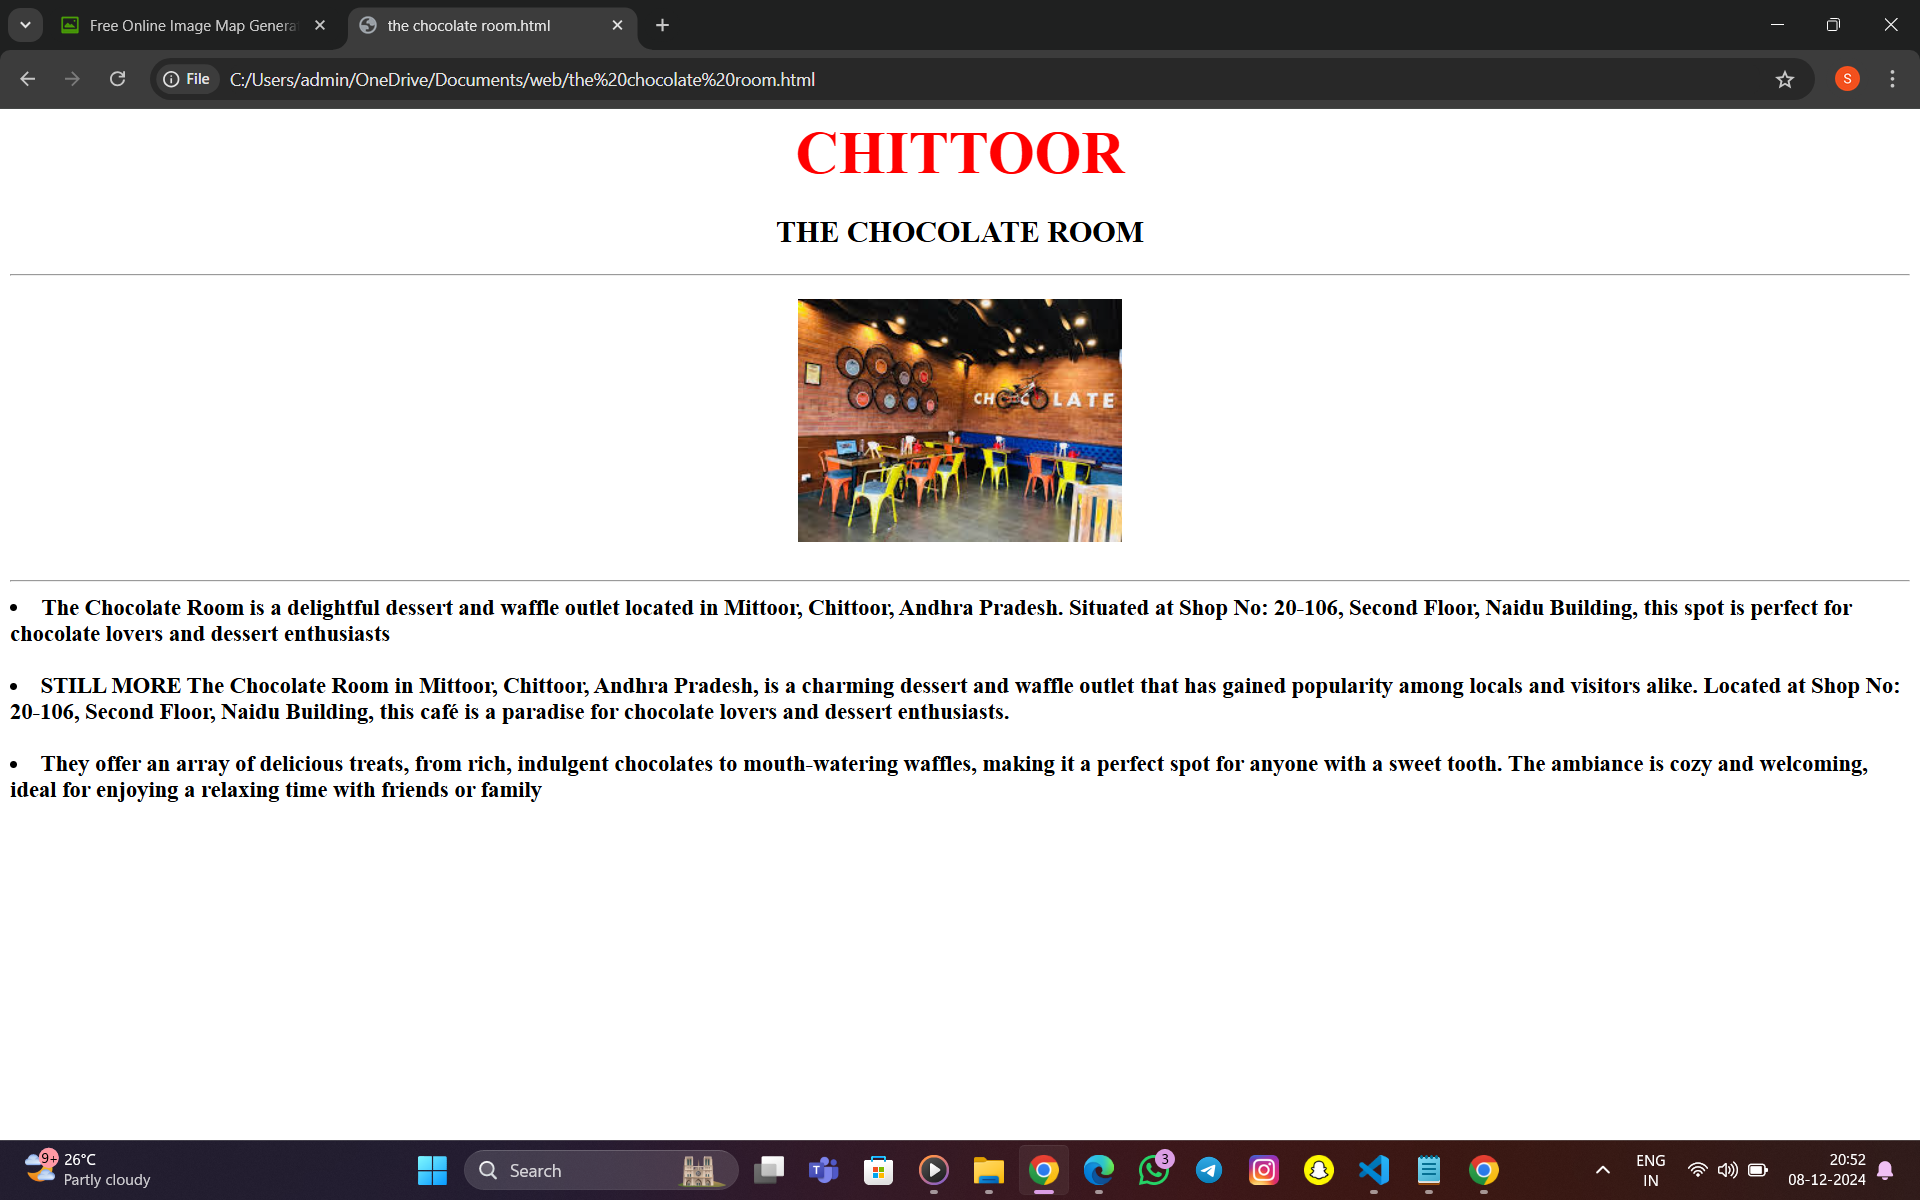 Free Online Image Map Genera
the chocolate room.html
File
C:/Users/admin/OneDrive/Documents/web/the%20chocolate%20room.html
S
CHITTOOR
THE CHOCOLATE ROOM
CH C LATE
• The Chocolate Room is a delightful dessert and waffle outlet located in Mittoor, Chittoor, Andhra Pradesh. Situated at Shop No: 20-106, Second Floor, Naidu Building, this spot is perfect for
chocolate lovers and dessert enthusiasts
• STILL MORE The Chocolate Room in Mittoor, Chittoor, Andhra Pradesh, is a charming dessert and waffle outlet that has gained popularity among locals and visitors alike. Located at Shop No:
20-106, Second Floor, Naidu Building, this café is a paradise for chocolate lovers and dessert enthusiasts.
• They offer an array of delicious treats, from rich, indulgent chocolates to mouth-watering waffles, making it a perfect spot for anyone with a sweet tooth. The ambiance is cozy and welcoming,
ideal for enjoying a relaxing time with friends or family
9+
26°C
Partly cloudy
Search
T
3
ENG
IN
20:52
08-12-2024